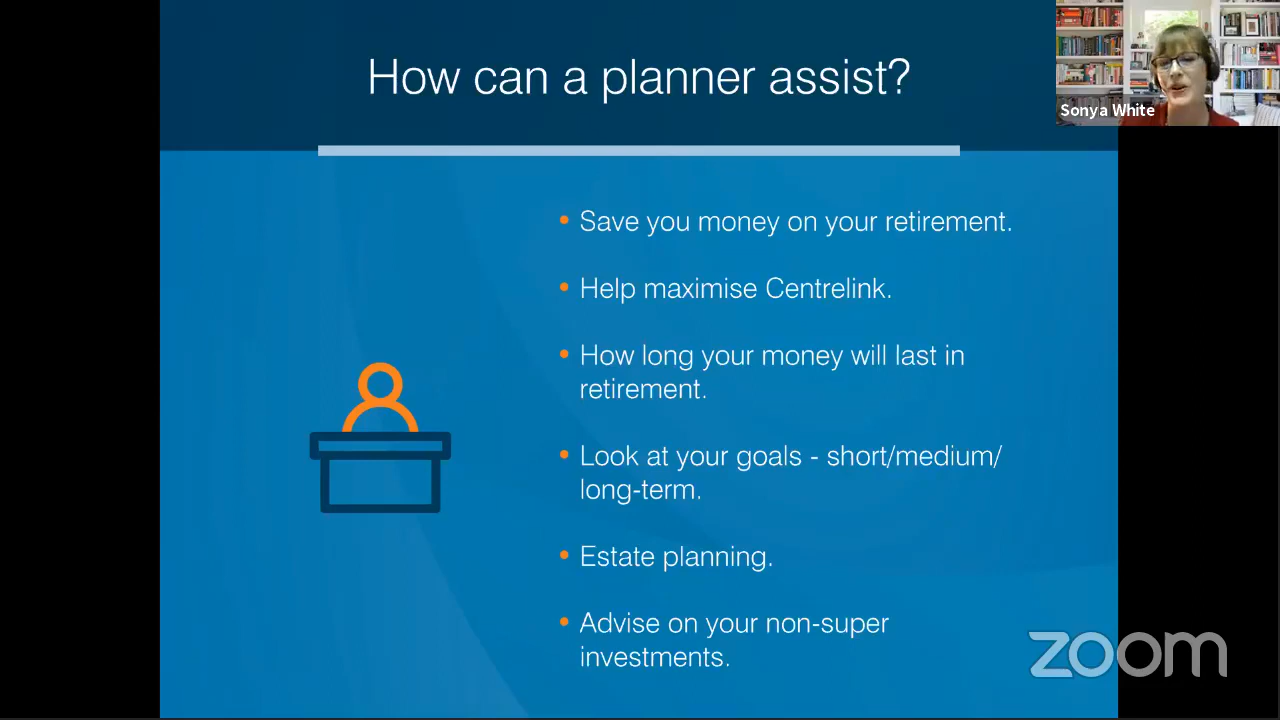 How can a planner assist?
Sonya White
• Save you money on your retirement.
• Help maximise Centrelink.
• How long your money will last in
retirement.
• Look at your goals - short/medium/
long-term.
• Estate planning.
• Advise on your non-super
investments.
zoom